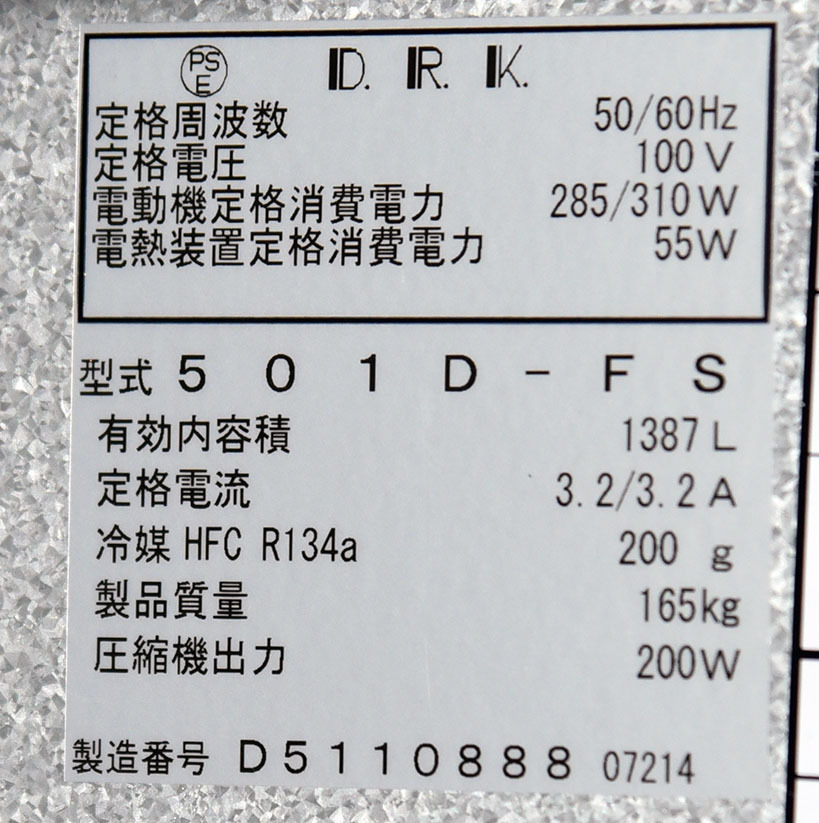 PS
E
D.R.K.
定格周波数 50/60Hz
定格電圧 100V
電動機定格消費電力 285/310W
電熱装置定格消費電力 55W
型式 501D-FS
有効内容積 1387L
定格電流 3.2/3.2A
冷媒 HFC R134a 200 g
製品質量 165kg
圧縮機出力 200W
製造番号 D5110888 07214